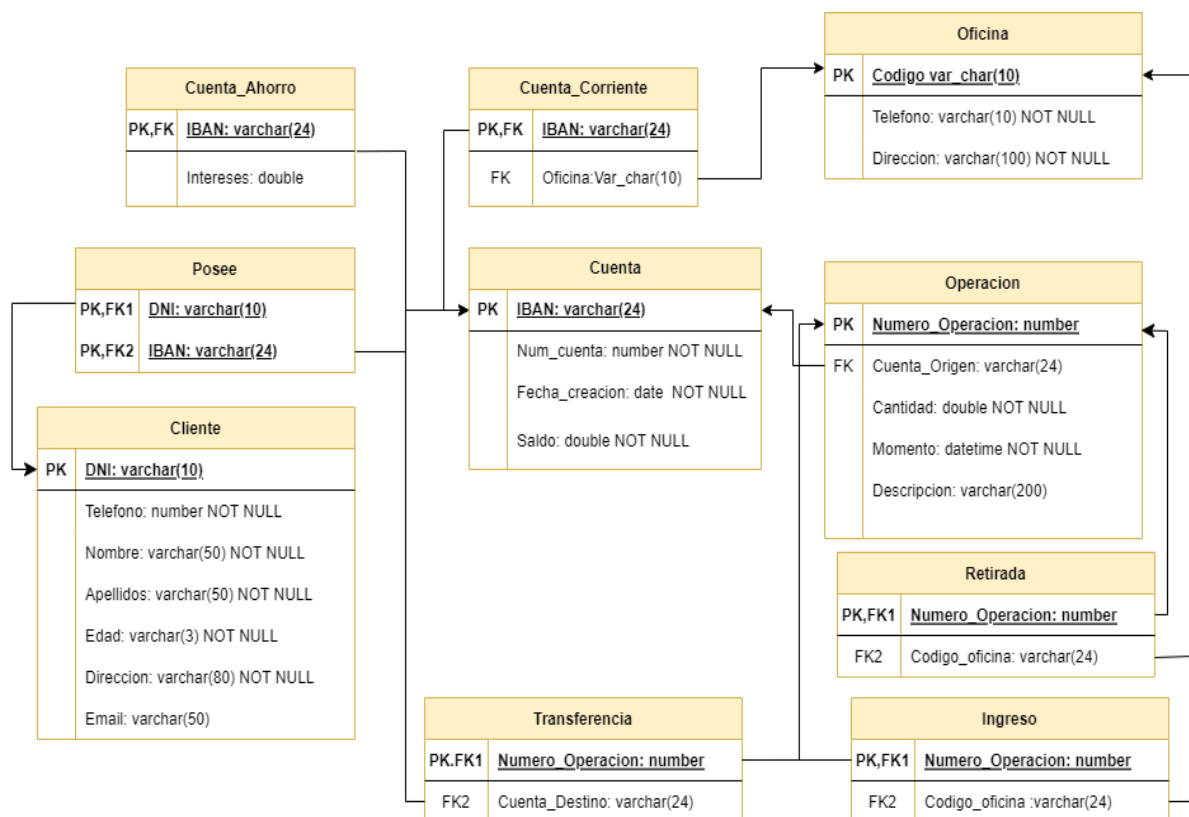 Oficina
PK Codigo var_char(10)
Telefono: varchar(10) NOT NULL
Direccion: varchar(100) NOT NULL
Cuenta_Ahorro
PK,FK IBAN: varchar(24)
Intereses: double
Cuenta_Corriente
PK,FK IBAN: varchar(24)
FK Oficina:Var_char(10)
Posee
PK,FK1 DNI: varchar(10)
PK,FK2 IBAN: varchar(24)
Cuenta
PK IBAN: varchar(24)
Num_cuenta: number NOT NULL
Fecha_creacion: date NOT NULL
Saldo: double NOT NULL
Operacion
PK Numero_Operacion: number
FK Cuenta_Origen: varchar(24)
Cantidad: double NOT NULL
Momento: datetime NOT NULL
Descripcion: varchar(200)
Cliente
PK DNI: varchar(10)
Telefono: number NOT NULL
Nombre: varchar(50) NOT NULL
Apellidos: varchar(50) NOT NULL
Edad: varchar(3) NOT NULL
Direccion: varchar(80) NOT NULL
Email: varchar(50)
Retirada
PK,FK1 Numero_Operacion: number
FK2 Codigo_oficina: varchar(24)
Transferencia
PK.FK1 Numero_Operacion: number
FK2 Cuenta_Destino: varchar(24)
Ingreso
PK,FK1 Numero_Operacion: number
FK2 Codigo_oficina :varchar(24)